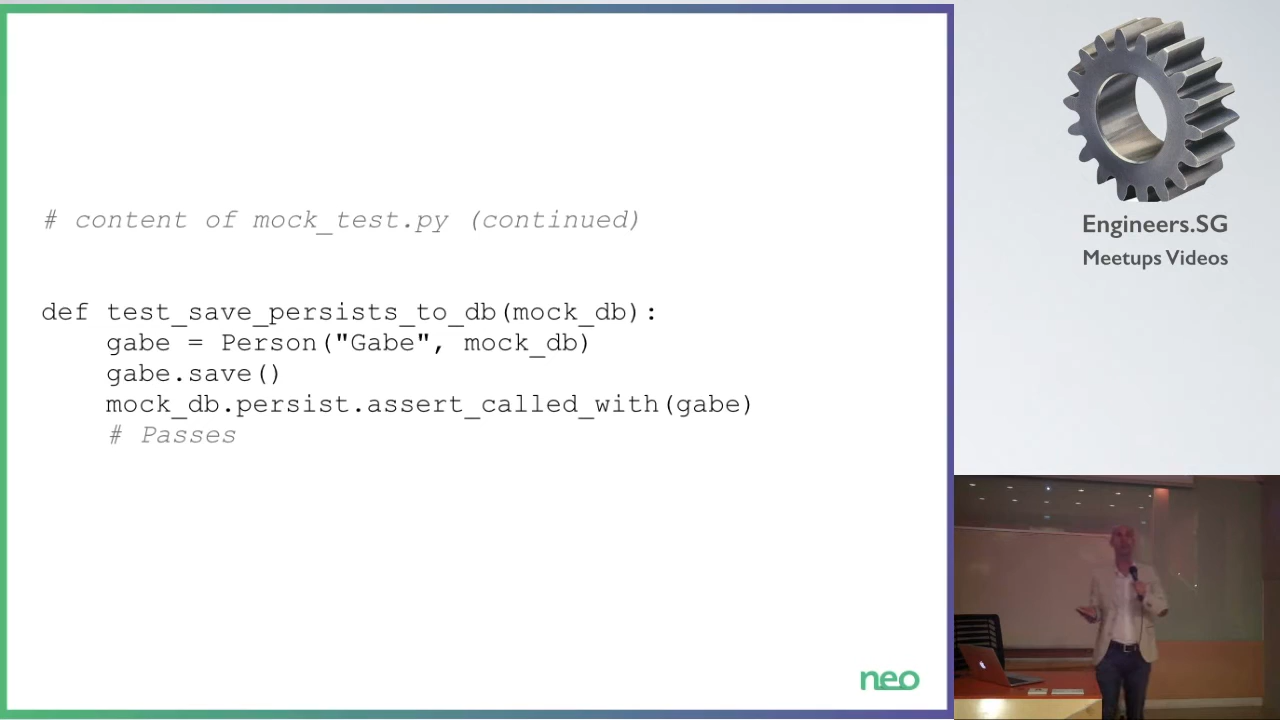 # content of mock_test.py (continued)
def test_save_persists_to_db(mock_db):
gabe = Person("Gabe", mock_db)
gabe.save()
mock_db.persist.assert_called_with(gabe)
# Passes
neo
Engineers.SG
Meetups Videos